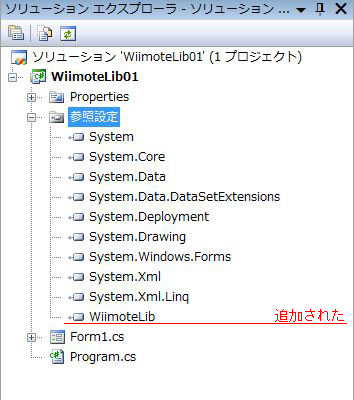 ソリューション エクスプローラ - ソリューション ...
ソリューション 'WiimoteLib01' (1 プロジェクト)
WiimoteLib01
Properties
参照設定
System
System.Core
System.Data
System.Data.DataSetExtensions
System.Deployment
System.Drawing
System.Windows.Forms
System.Xml
System.Xml.Linq
WiimoteLib 追加された
Form1.cs
Program.cs